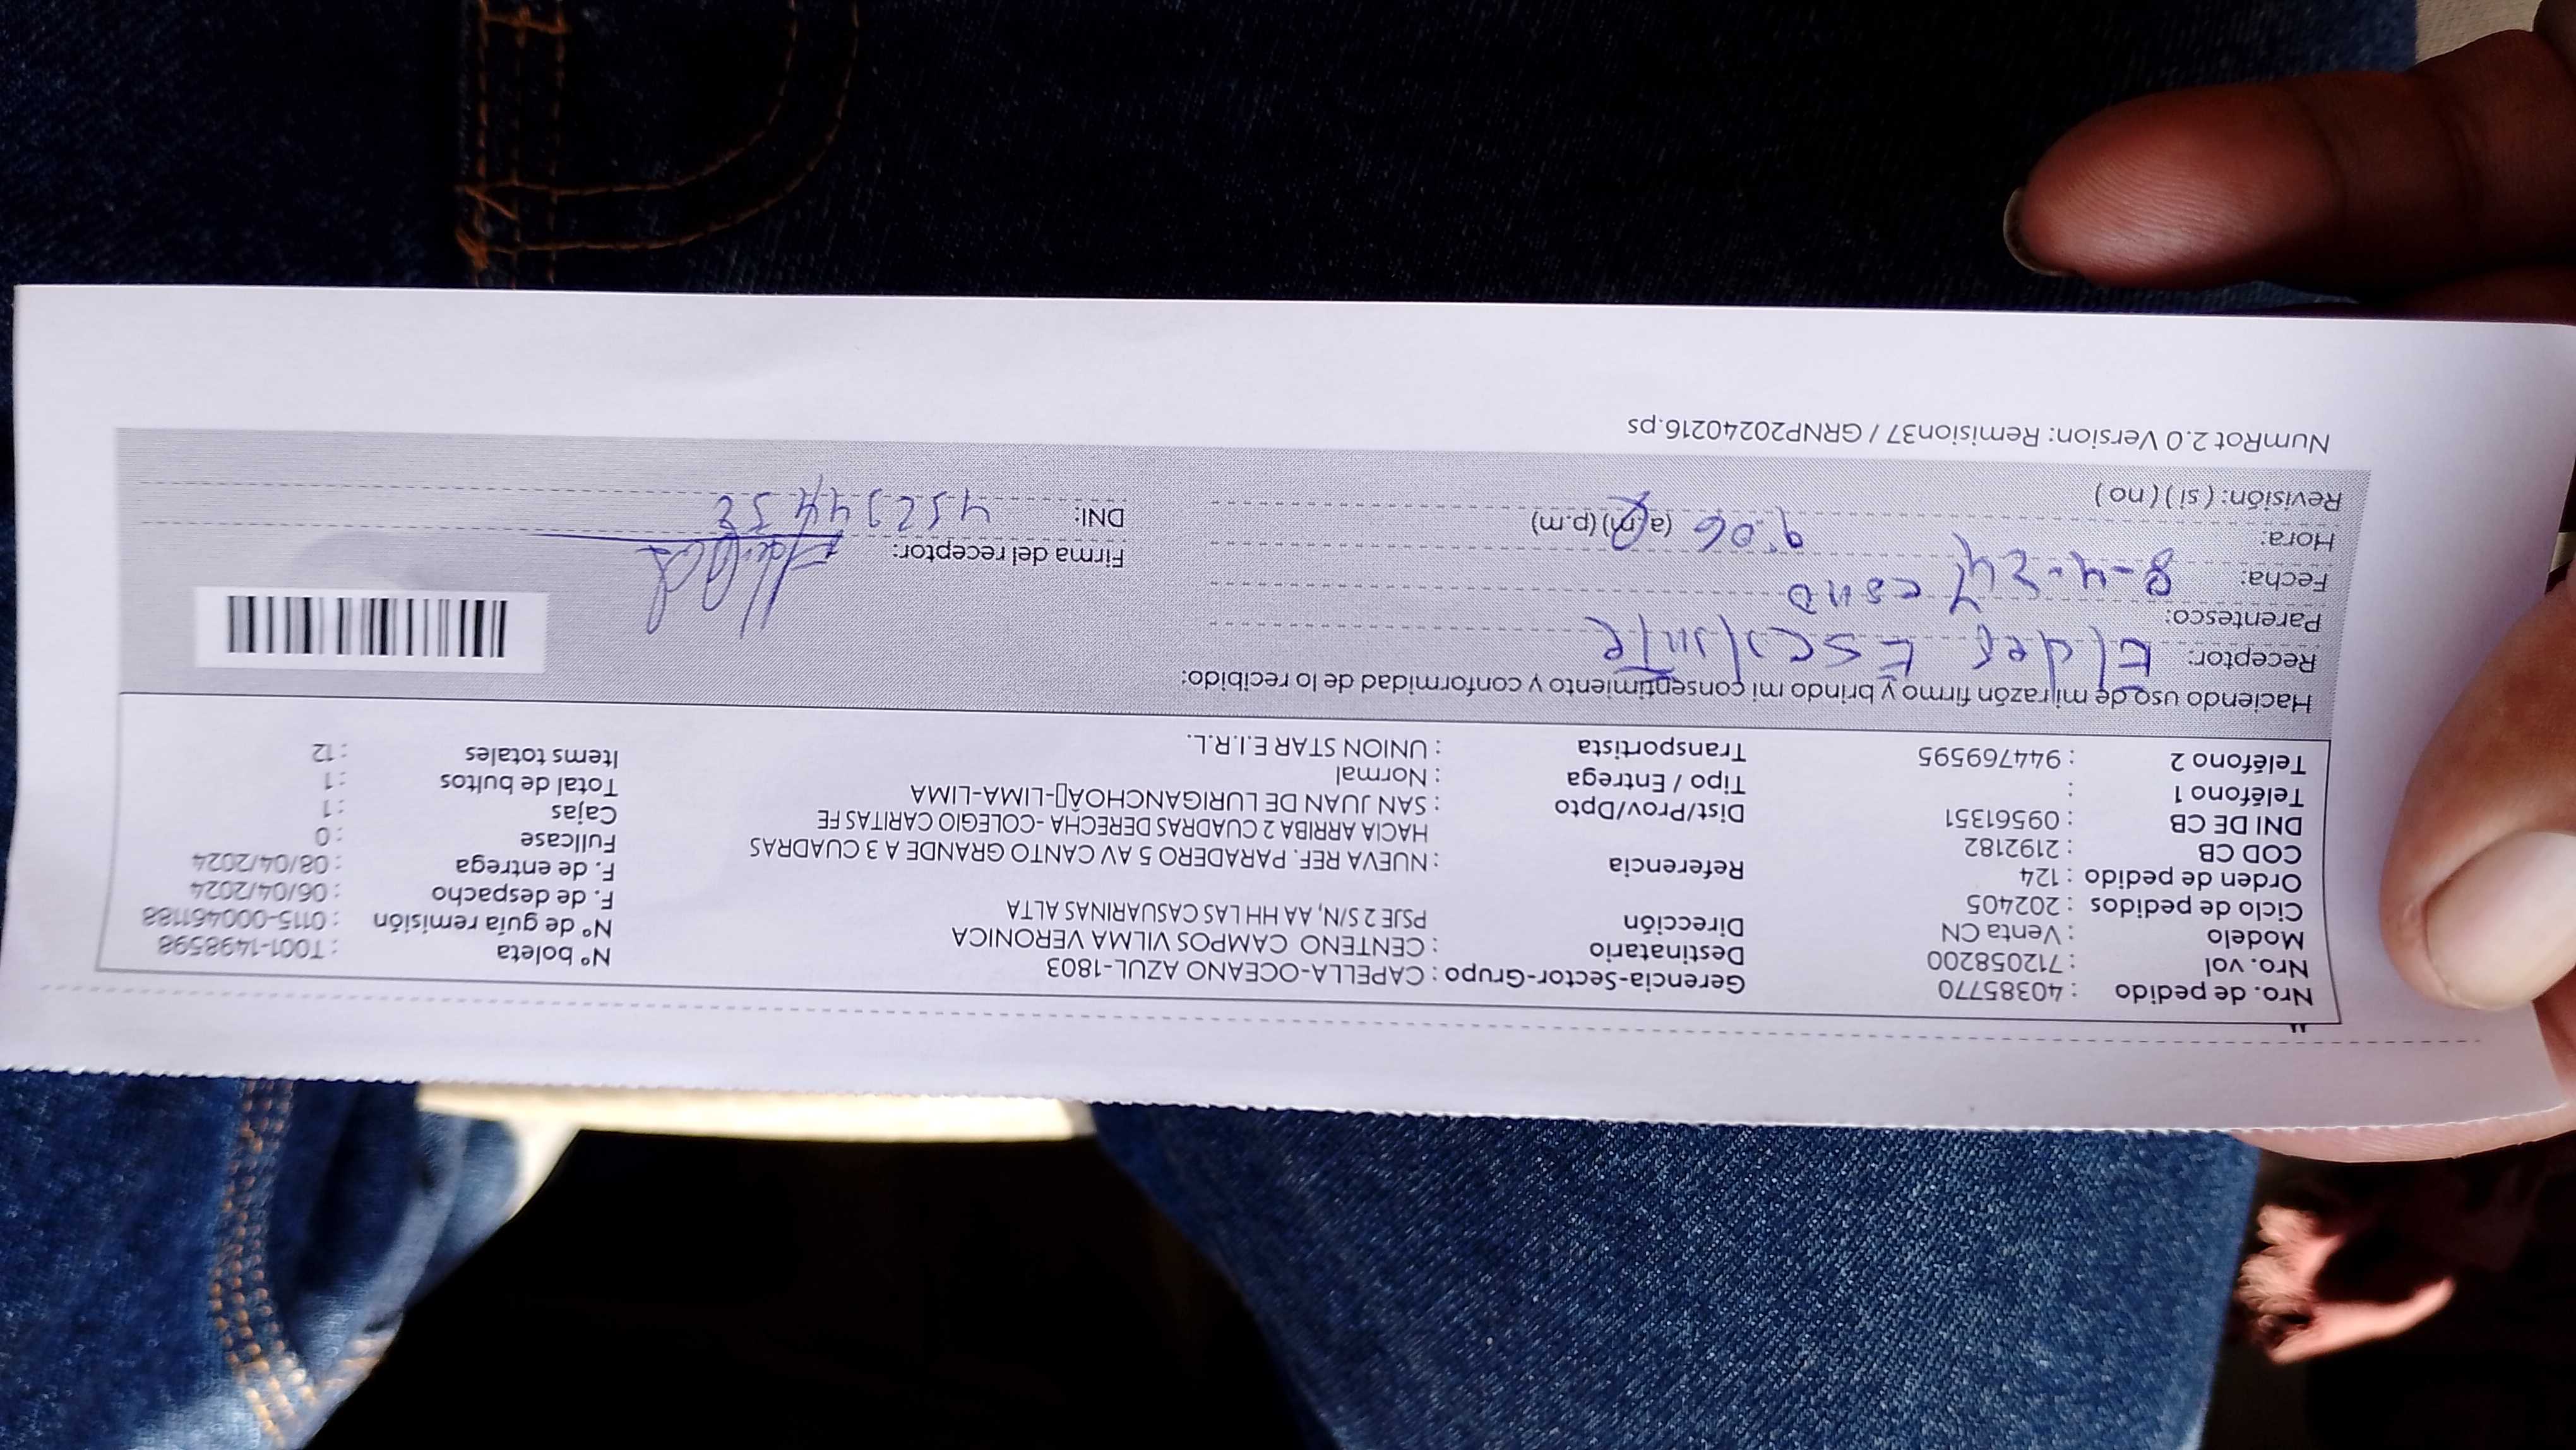 Nro. de pedido : 40385770
Nro. vol : 712058200
Modelo : Venta CN
Ciclo de pedidos : 202405
Orden de pedido : 124
COD CB : 2192182
DNI DE CB : 09561351
Teléfono 1 :
Teléfono 2 : 944769595
Gerencia-Sector-Grupo : CAPELLA-OCEANO AZUL-1803
Destinatario : CENTENO CAMPOS VILMA VERONICA
Dirección PSJE 2 S/N, AA HH LAS CASUARINAS ALTA
Referencia : NUEVA REF. PARADERO 5 AV CANTO GRANDE A 3 CUADRAS
HACIA ARRIBA 2 CUADRAS DERECHA - COLEGIO CARITAS FE
Dist/Prov/Dpto : SAN JUAN DE LURIGANCHOÂ▯-LIMA-LIMA
Tipo / Entrega : Normal
Transportista : UNION STAR E.I.R.L.
N° boleta : T001-1498598
N° de guía remisión : 0115-000461188
F. de despacho : 06/04/2024
F. de entrega : 08/04/2024
Fullcase : 0
Cajas : 1
Total de bultos : 1
Items totales : 12
Haciendo uso de mi razón firmo y brindo mi consentimiento y conformidad de lo recibido:
Receptor: Elder Escalante
Parentesco:
Fecha: 8-4-24
Hora: 9:06 (a.m) (p.m)
Revisión: ( si ) ( no )
Firma del receptor:
DNI:
NumRot 2.0 Version: Remision37 / GRNP20240216.ps